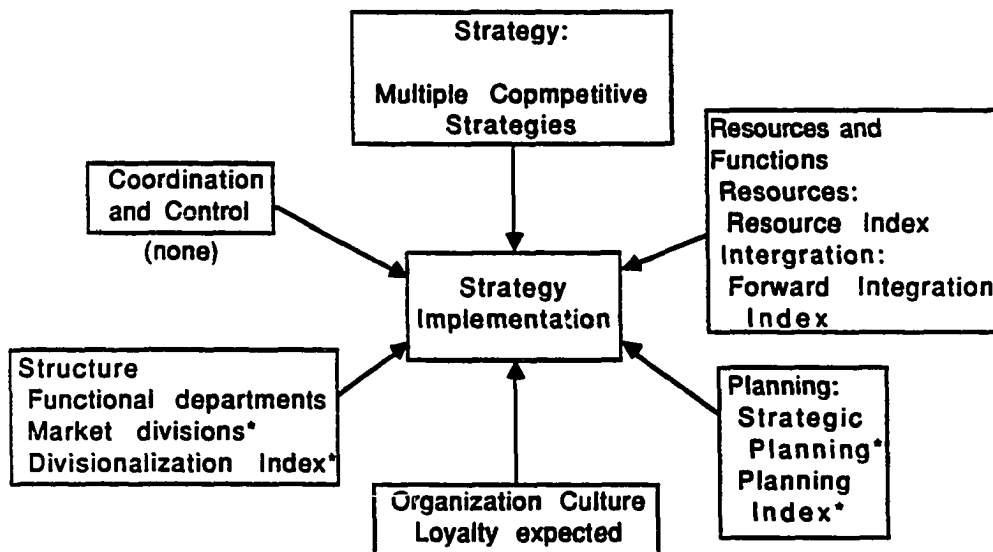 Strategy:
Multiple Copmpetitive
Strategies
Resources and
Functions
Resources:
Resource Index
Intergration:
Forward Integration
Index
Coordination
and Control
(none)
Strategy
Implementation
Structure
Functional departments
Market divisions*
Divisionalization Index*
Planning:
Strategic
Planning*
Planning
Index*
Organization Culture
Loyalty expected